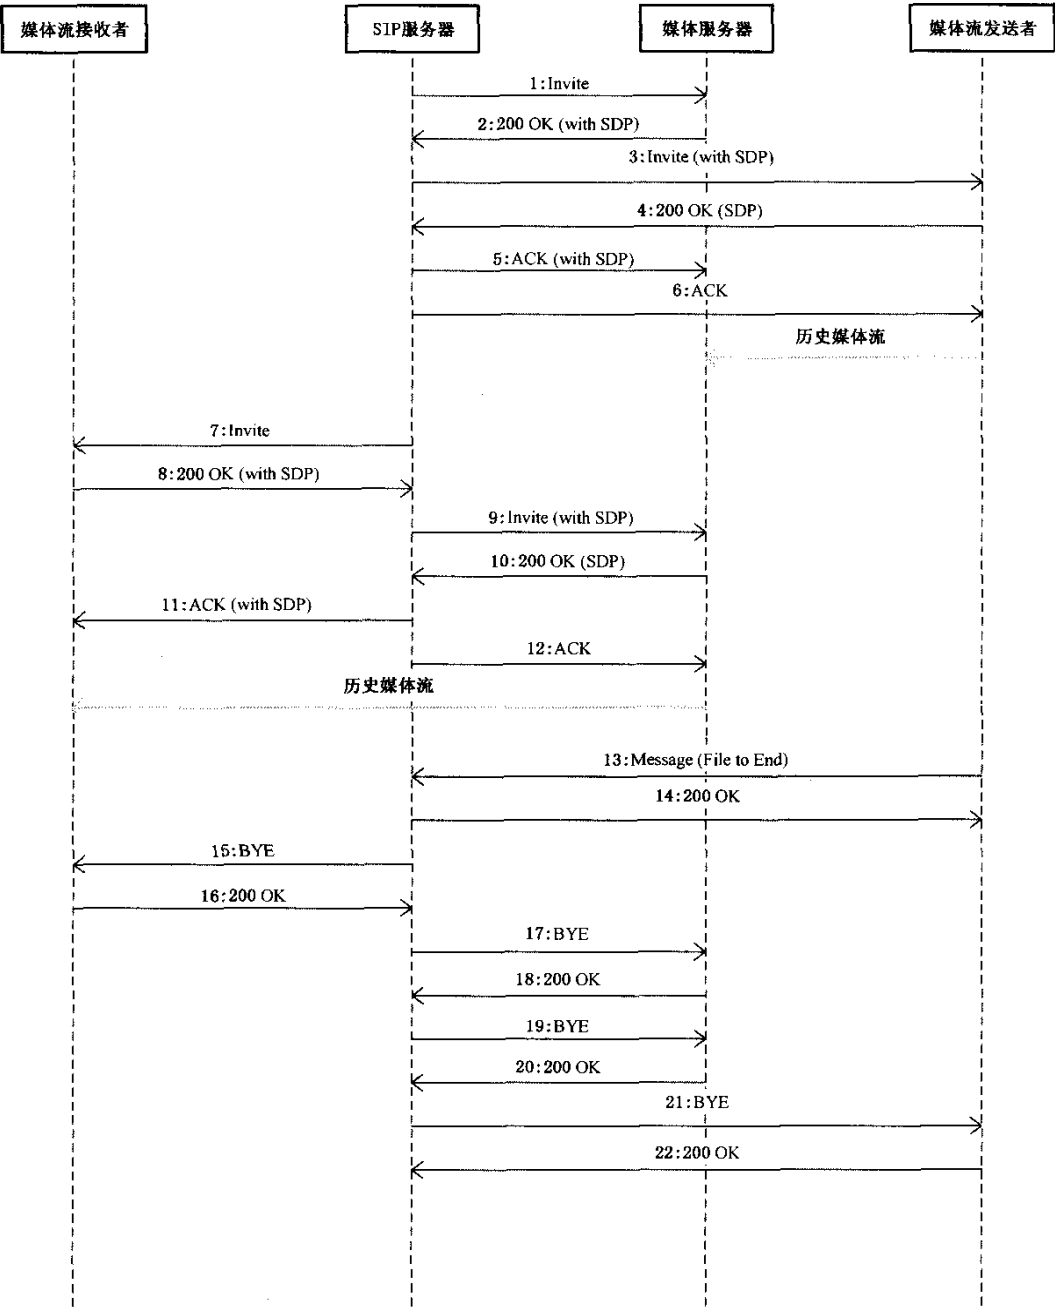 媒体流接收者
SIP服务器
媒体服务器
媒体流发送者
1:Invite
2:200 OK (with SDP)
3:Invite (with SDP)
4:200 OK (SDP)
5:ACK (with SDP)
6:ACK
历史媒体流
7:Invite
8:200 OK (with SDP)
9:Invite (with SDP)
10:200 OK (SDP)
11:ACK (with SDP)
12:ACK
历史媒体流
13:Message (File to End)
14:200 OK
15:BYE
16:200 OK
17:BYE
18:200 OK
19:BYE
20:200 OK
21:BYE
22:200 OK